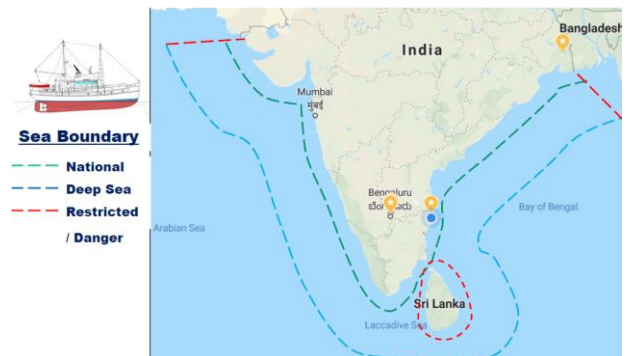 Sea Boundary
National
Deep Sea
Restricted
/ Danger
India
Bangladesh
Mumbai
मुंबई
Bengaluru
Arabian Sea
Bay of Bengal
Sri Lanka
Laccadive Sea